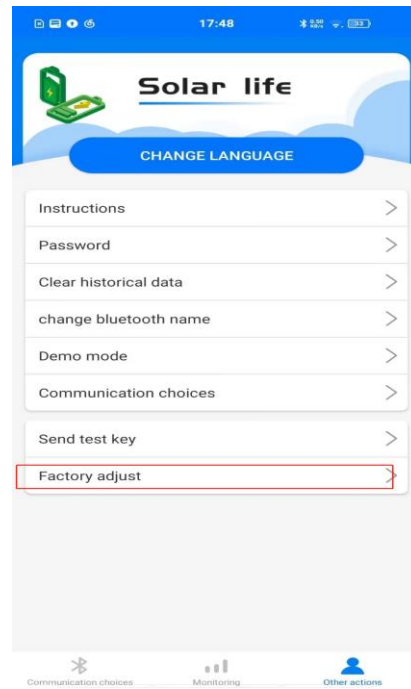 17:48
Solar life
CHANGE LANGUAGE
Instructions
Password
Clear historical data
change bluetooth name
Demo mode
Communication choices
Send test key
Factory adjust
Communication choices
Monitoring
Other actions